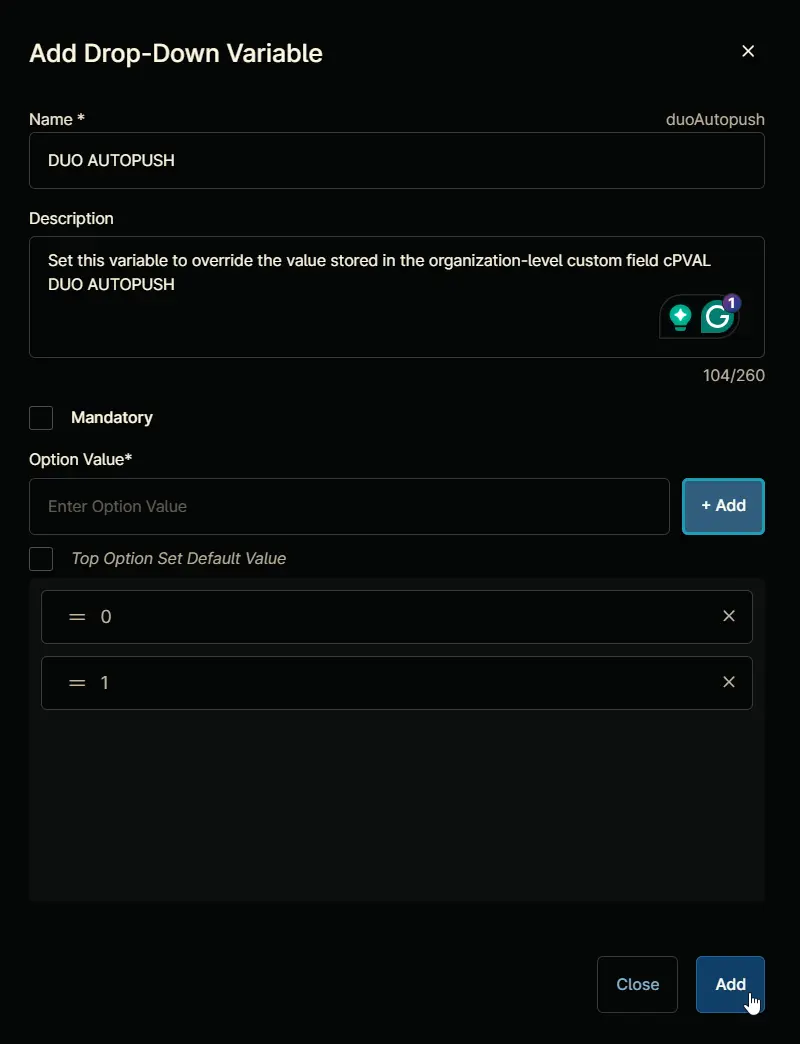 Add Drop-Down Variable
Name *
duoAutopush
DUO AUTOPUSH
Description
Set this variable to override the value stored in the organization-level custom field cPVAL
DUO AUTOPUSH
1
104/260
Mandatory
Option Value*
Enter Option Value
+ Add
Top Option Set Default Value
0
1
Close
Add